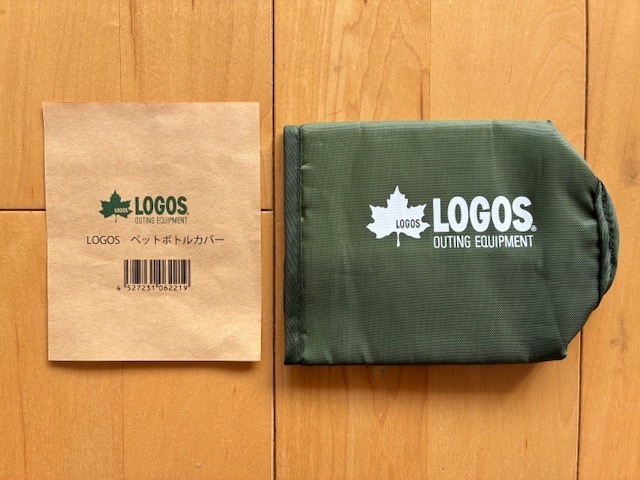 LOGOS
LOGOS
OUTING EQUIPMENT
LOGOS ペットボトルカバー
4 527231 062219
LOGOS
LOGOS®
OUTING EQUIPMENT